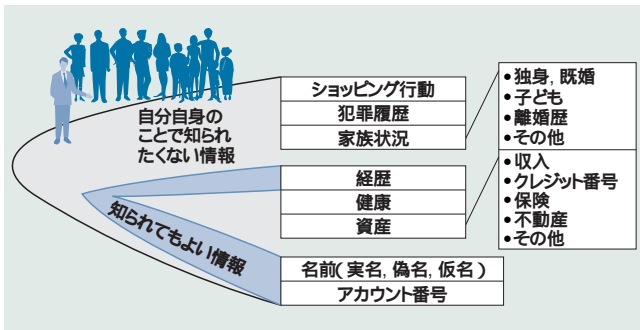 自分自身の
ことで知られ
たくない情報
ショッピング行動
犯罪履歴
家族状況
•独身, 既婚
•子ども
•離婚歴
•その他
経歴
健康
資産
•収入
•クレジット番号
•保険
•不動産
•その他
知られてもよい情報
名前(実名, 偽名, 仮名)
アカウント番号